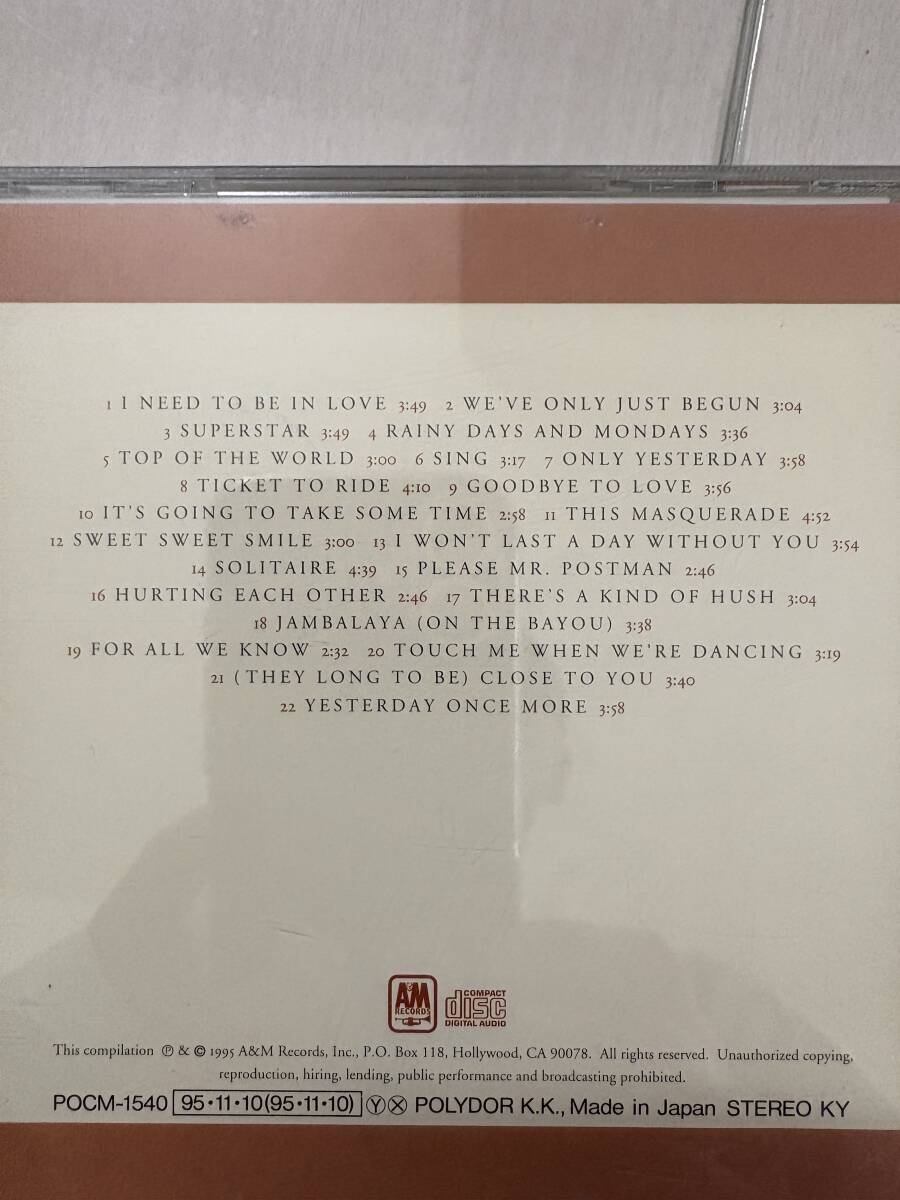 1 I NEED TO BE IN LOVE 3:49 2 WE'VE ONLY JUST BEGUN 3:04
3 SUPERSTAR 3:49 4 RAINY DAYS AND MONDAYS 3:36
5 TOP OF THE WORLD 3:00 6 SING 3:17 7 ONLY YESTERDAY 3:58
8 TICKET TO RIDE 4:10 9 GOODBYE TO LOVE 3:56
10 IT'S GOING TO TAKE SOME TIME 2:58 11 THIS MASQUERADE 4:52
12 SWEET SWEET SMILE 3:00 13 I WON'T LAST A DAY WITHOUT YOU 3:54
14 SOLITAIRE 4:39 15 PLEASE MR. POSTMAN 2:46
16 HURTING EACH OTHER 2:46 17 THERE'S A KIND OF HUSH 3:04
18 JAMBALAYA (ON THE BAYOU) 3:38
19 FOR ALL WE KNOW 2:32 20 TOUCH ME WHEN WE'RE DANCING 3:19
21 (THEY LONG TO BE) CLOSE TO YOU 3:40
22 YESTERDAY ONCE MORE 3:58
A&M RECORDS
COMPACT disc DIGITAL AUDIO
This compilation ℗ & © 1995 A&M Records, Inc., P.O. Box 118, Hollywood, CA 90078. All rights reserved. Unauthorized copying,
reproduction, hiring, lending, public performance and broadcasting prohibited.
POCM-1540 95·11·10(95·11·10) Ⓨ Ⓧ POLYDOR K.K., Made in Japan STEREO KY